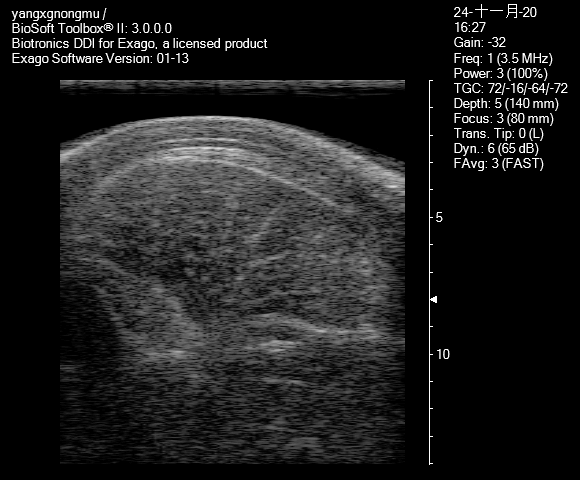 yangxgnongmu /
BioSoft Toolbox® II: 3.0.0.0
Biotronics DDI for Exago, a licensed product
Exago Software Version: 01-13
24-十一月-20
16:27
Gain: -32
Freq: 1 (3.5 MHz)
Power: 3 (100%)
TGC: 72/-16/-64/-72
Depth: 5 (140 mm)
Focus: 3 (80 mm)
Trans. Tip: 0 (L)
Dyn.: 6 (65 dB)
FAvg: 3 (FAST)
5
10